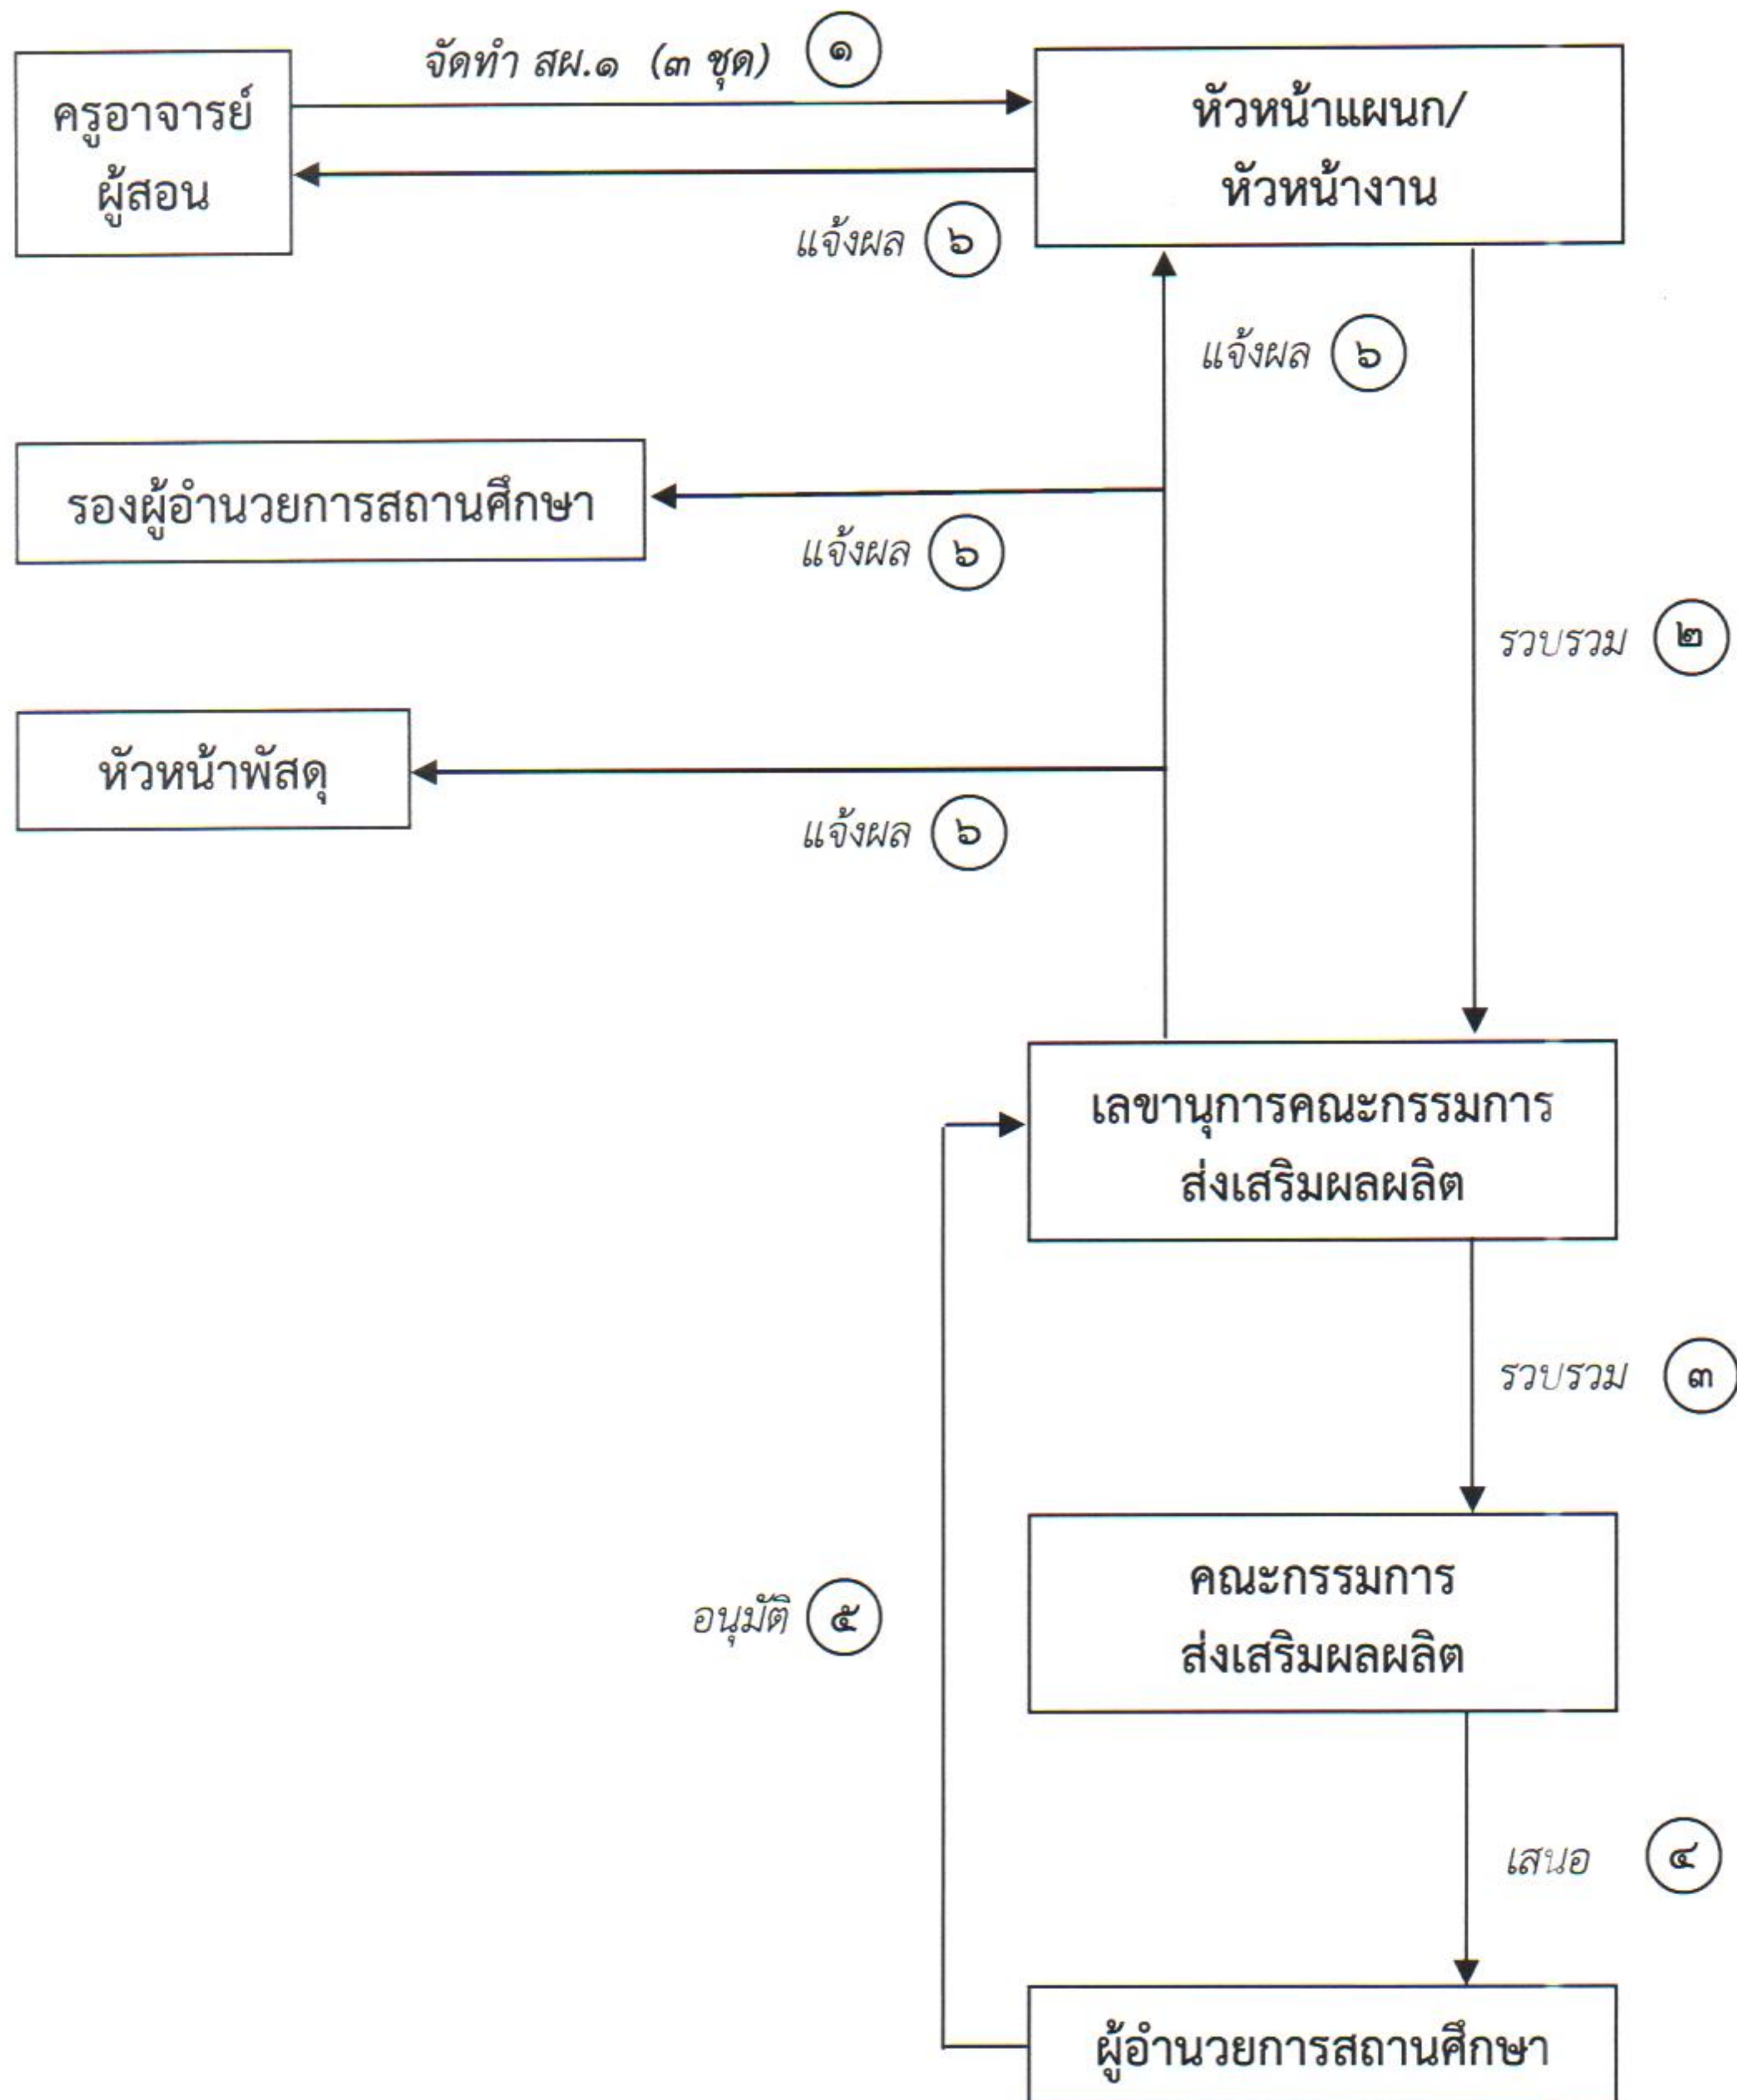 จัดทำ สผ.๑ (๓ ชุด) ๑
ครูอาจารย์
ผู้สอน
หัวหน้าแผนก/
หัวหน้างาน
แจ้งผล ๖
แจ้งผล ๖
รองผู้อำนวยการสถานศึกษา
แจ้งผล ๖
รวบรวม ๒
หัวหน้าพัสดุ
แจ้งผล ๖
เลขานุการคณะกรรมการ
ส่งเสริมผลผลิต
รวบรวม ๓
คณะกรรมการ
ส่งเสริมผลผลิต
อนุมัติ ๕
เสนอ ๔
ผู้อำนวยการสถานศึกษา